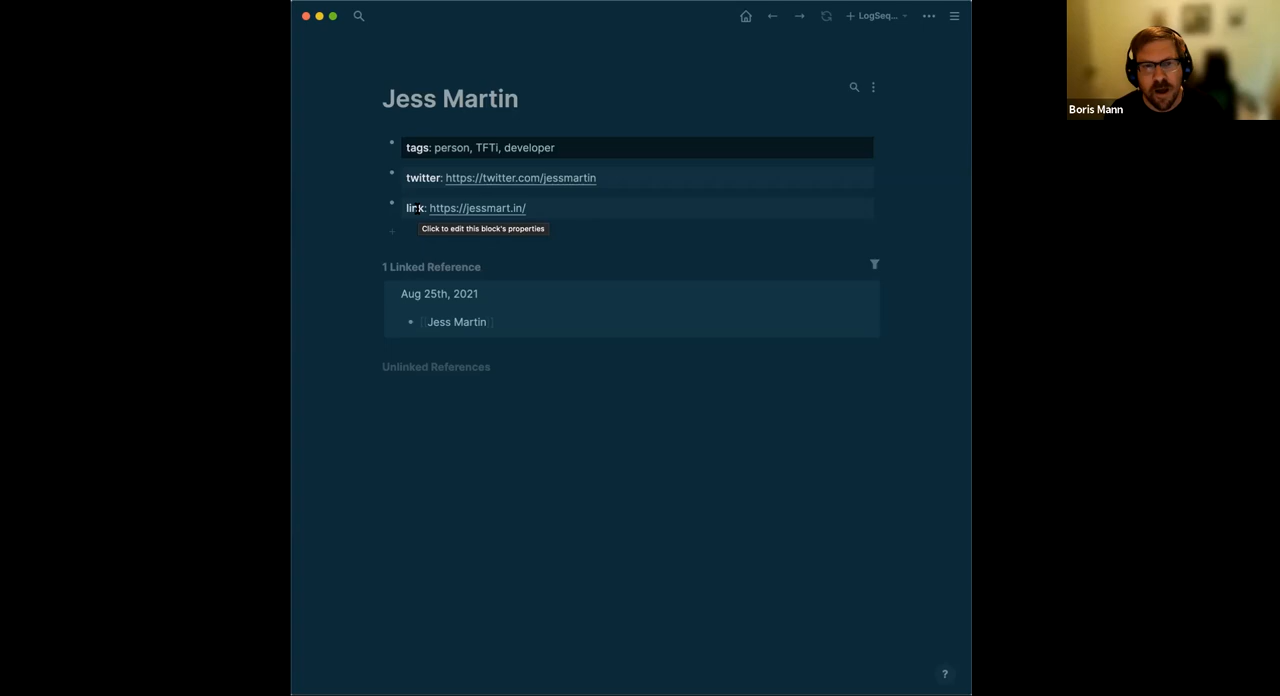 LogSeq...
Jess Martin
tags: person, TFTi, developer
twitter: https://twitter.com/jessmartin
link: https://jessmart.in/
Click to edit this block's properties
1 Linked Reference
Aug 25th, 2021
[[Jess Martin]]
Unlinked References
?
Boris Mann